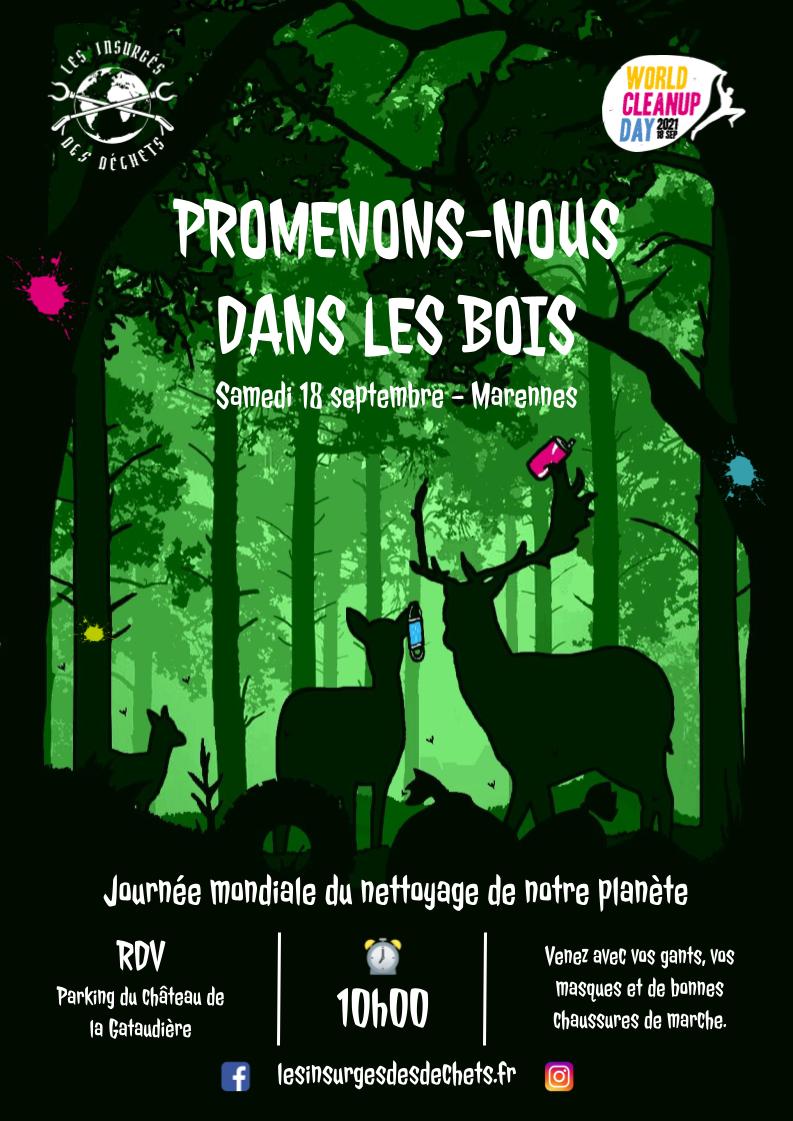 LES INSURGÉS
DES DÉCHETS
WORLD
CLEANUP
DAY 2021
18 SEP
PROMENONS-NOUS
DANS LES BOIS
Samedi 18 septembre - Marennes
Journée mondiale du nettoyage de notre planète
RDV
Parking du château de
la Gataudière
10h00
Venez avec vos gants, vos
masques et de bonnes
chaussures de marche.
lesinsurgesdesdechets.fr